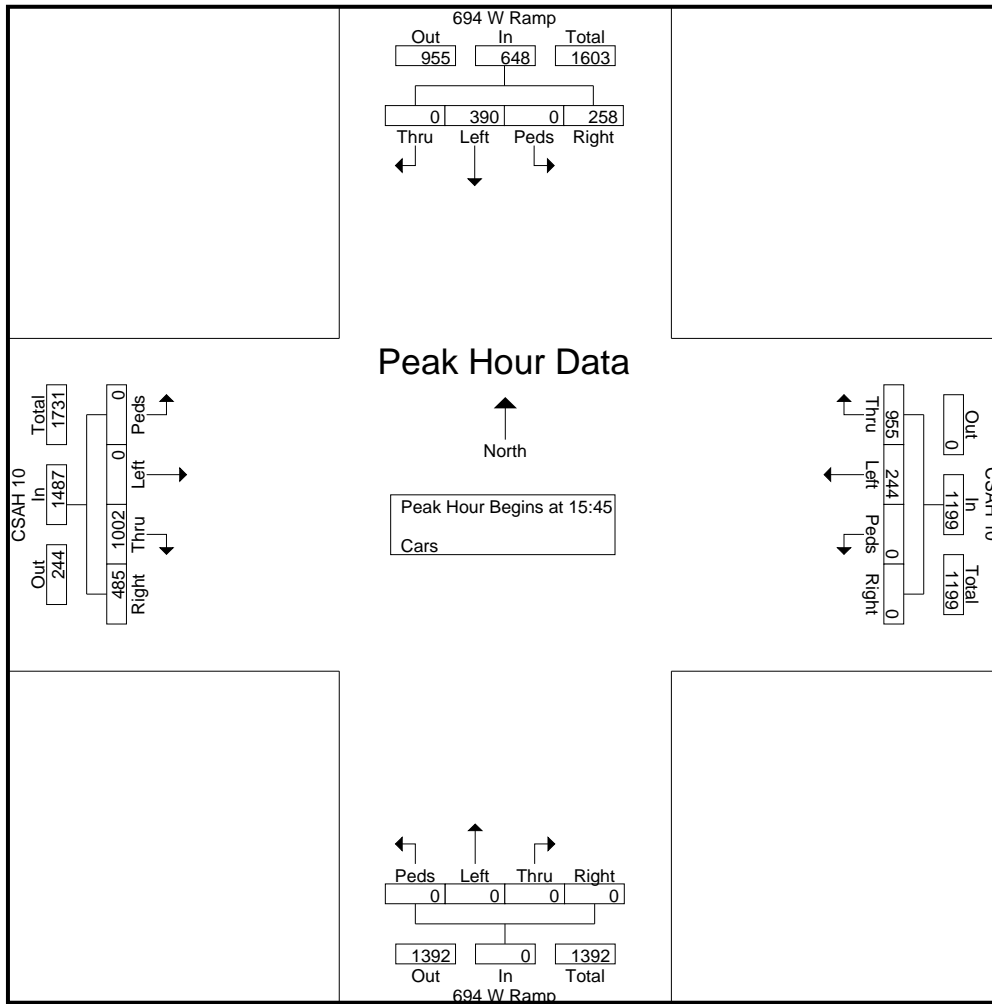 694 W Ramp
Out In Total
955 648 1603
0 390 0 258
Thru Left Peds Right
Peak Hour Data
North
Peak Hour Begins at 15:45
Cars
CSAH 10
Total In Out
1731 1487 244
0 0 1002 485
Peds Left Thru Right
CSAH 10
Out In Total
0 1199 1199
955 244 0 0
Thru Left Peds Right
Peds Left Thru Right
0 0 0 0
1392 0 1392
Out In Total
694 W Ramp